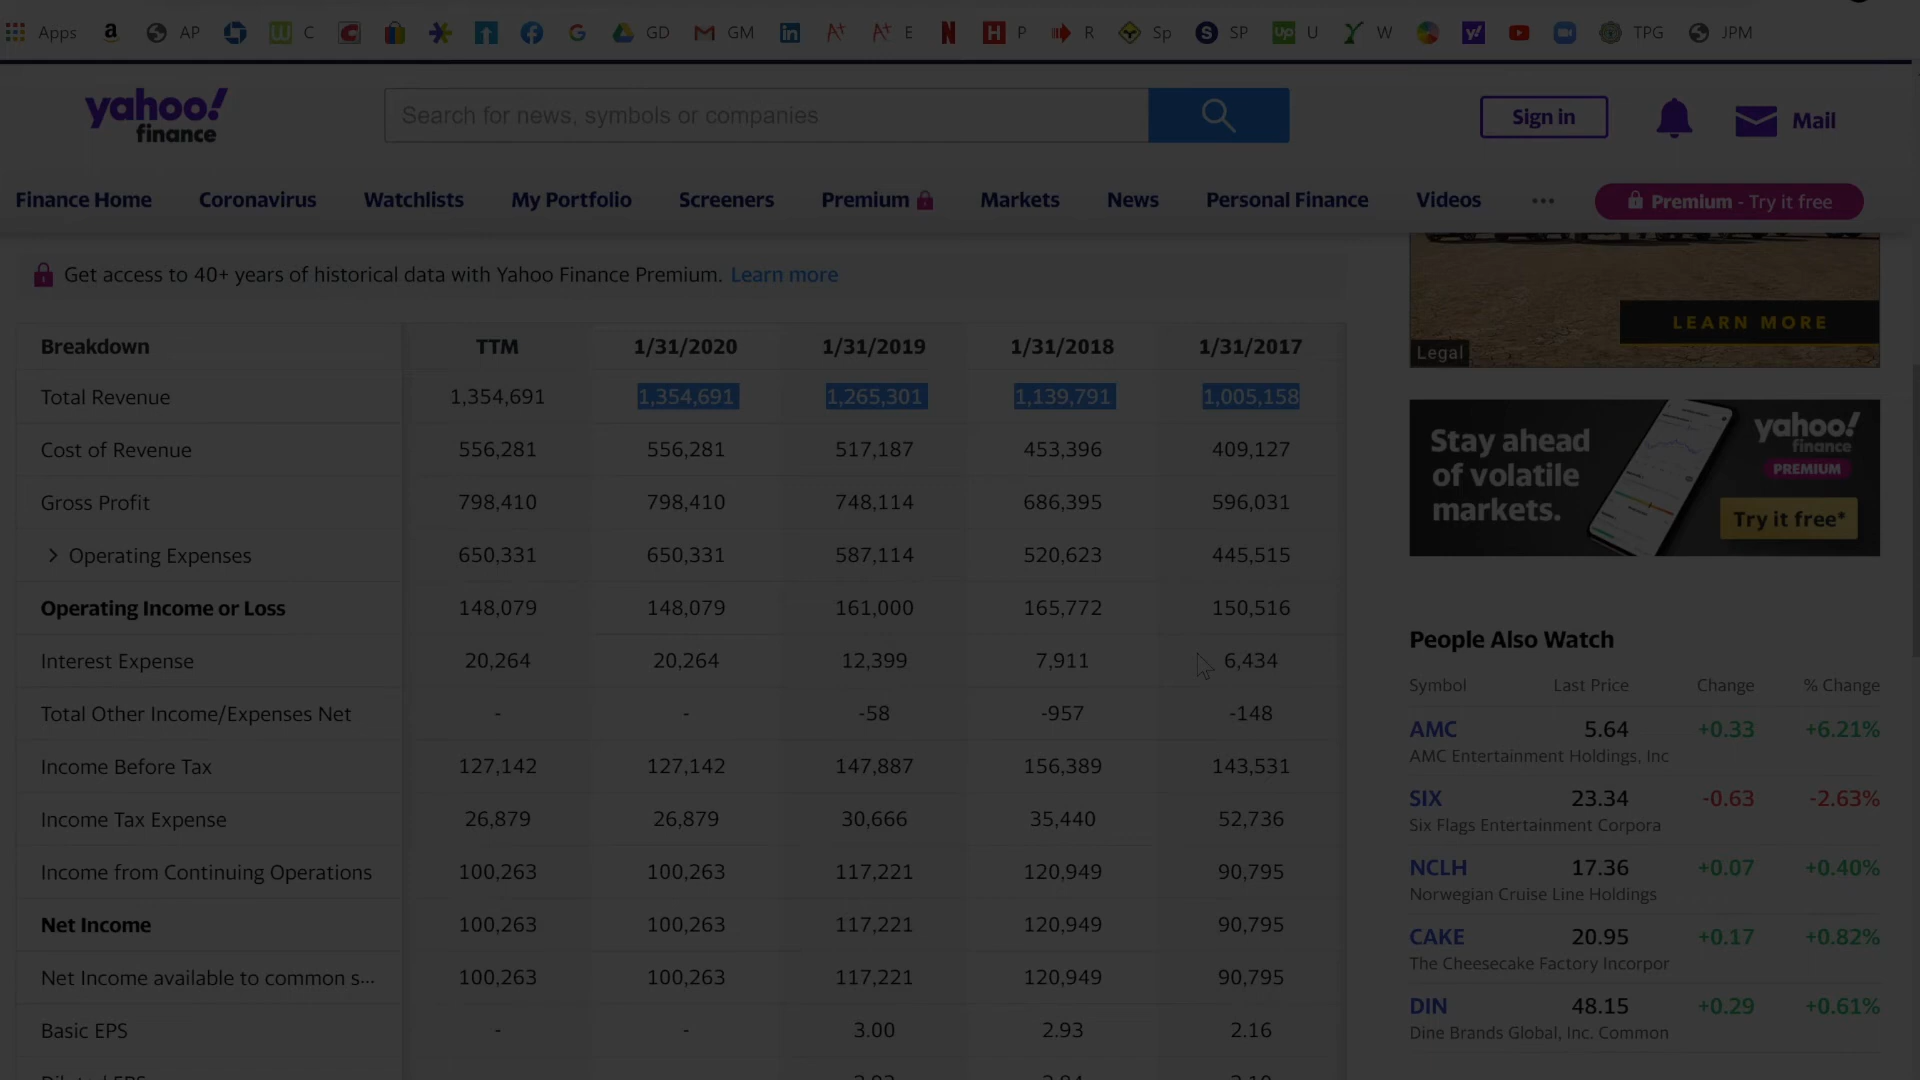 Apps AP C GD GM E P R Sp SP U W TPG JPM
yahoo!
finance
Search for news, symbols or companies
Sign in
Mail
Finance Home Coronavirus Watchlists My Portfolio Screeners Premium Markets News Personal Finance Videos ... Premium - Try it free
Get access to 40+ years of historical data with Yahoo Finance Premium. Learn more
Breakdown TTM 1/31/2020 1/31/2019 1/31/2018 1/31/2017
Total Revenue 1,354,691 1,354,691 1,265,301 1,139,791 1,005,158
Cost of Revenue 556,281 556,281 517,187 453,396 409,127
Gross Profit 798,410 798,410 748,114 686,395 596,031
> Operating Expenses 650,331 650,331 587,114 520,623 445,515
Operating Income or Loss 148,079 148,079 161,000 165,772 150,516
Interest Expense 20,264 20,264 12,399 7,911 6,434
Total Other Income/Expenses Net - - -58 -957 -148
Income Before Tax 127,142 127,142 147,887 156,389 143,531
Income Tax Expense 26,879 26,879 30,666 35,440 52,736
Income from Continuing Operations 100,263 100,263 117,221 120,949 90,795
Net Income 100,263 100,263 117,221 120,949 90,795
Net Income available to common s... 100,263 100,263 117,221 120,949 90,795
Basic EPS - - 3.00 2.93 2.16
LEARN MORE
Legal
Stay ahead
of volatile
markets.
yahoo!
finance
PREMIUM
Try it free*
People Also Watch
Symbol Last Price Change % Change
AMC 5.64 +0.33 +6.21%
AMC Entertainment Holdings, Inc
SIX 23.34 -0.63 -2.63%
Six Flags Entertainment Corpora
NCLH 17.36 +0.07 +0.40%
Norwegian Cruise Line Holdings
CAKE 20.95 +0.17 +0.82%
The Cheesecake Factory Incorpor
DIN 48.15 +0.29 +0.61%
Dine Brands Global, Inc. Common